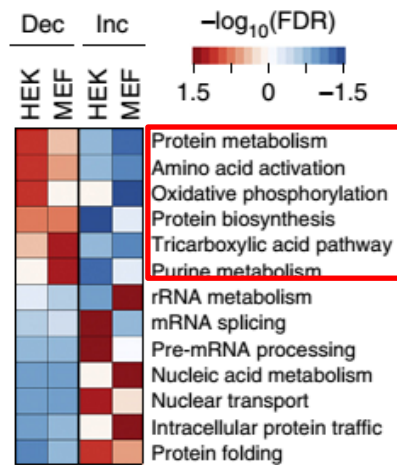 Dec Inc
HEK MEF HEK MEF
−log10(FDR)
1.5 0 −1.5
Protein metabolism
Amino acid activation
Oxidative phosphorylation
Protein biosynthesis
Tricarboxylic acid pathway
Purine metabolism
rRNA metabolism
mRNA splicing
Pre-mRNA processing
Nucleic acid metabolism
Nuclear transport
Intracellular protein traffic
Protein folding